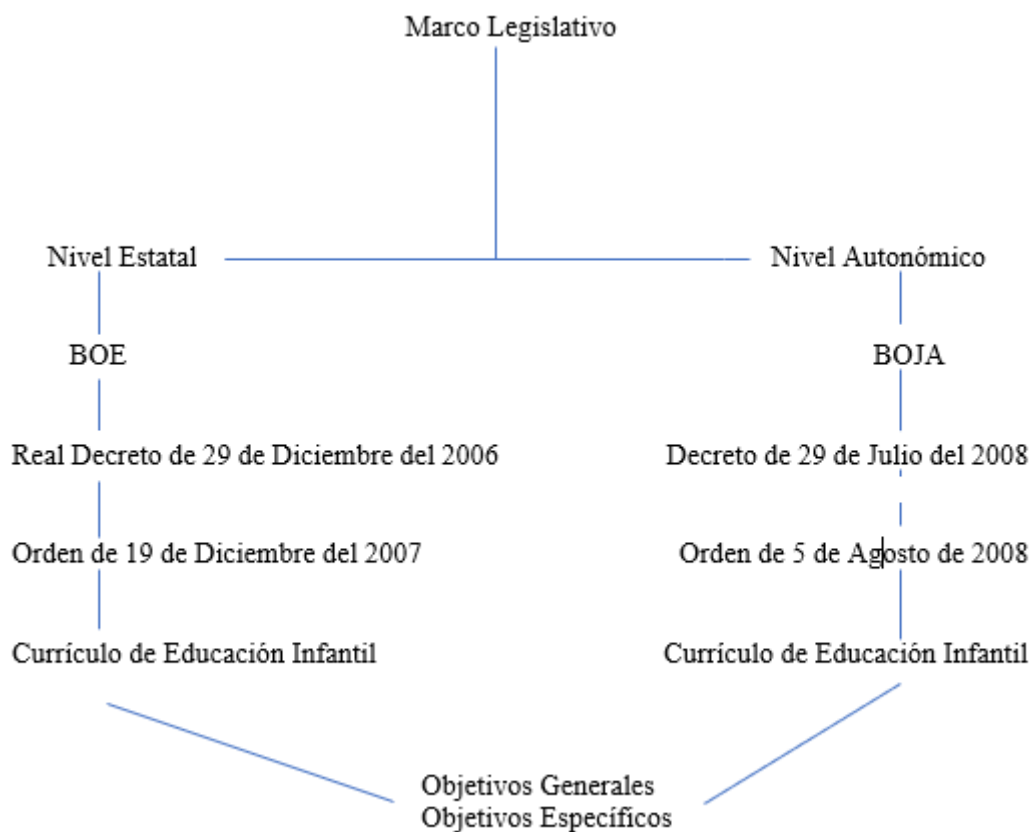 Marco Legislativo
Nivel Estatal
Nivel Autonómico
BOE
BOJA
Real Decreto de 29 de Diciembre del 2006
Decreto de 29 de Julio del 2008
Orden de 19 de Diciembre del 2007
Orden de 5 de Agosto de 2008
Currículo de Educación Infantil
Currículo de Educación Infantil
Objetivos Generales
Objetivos Específicos